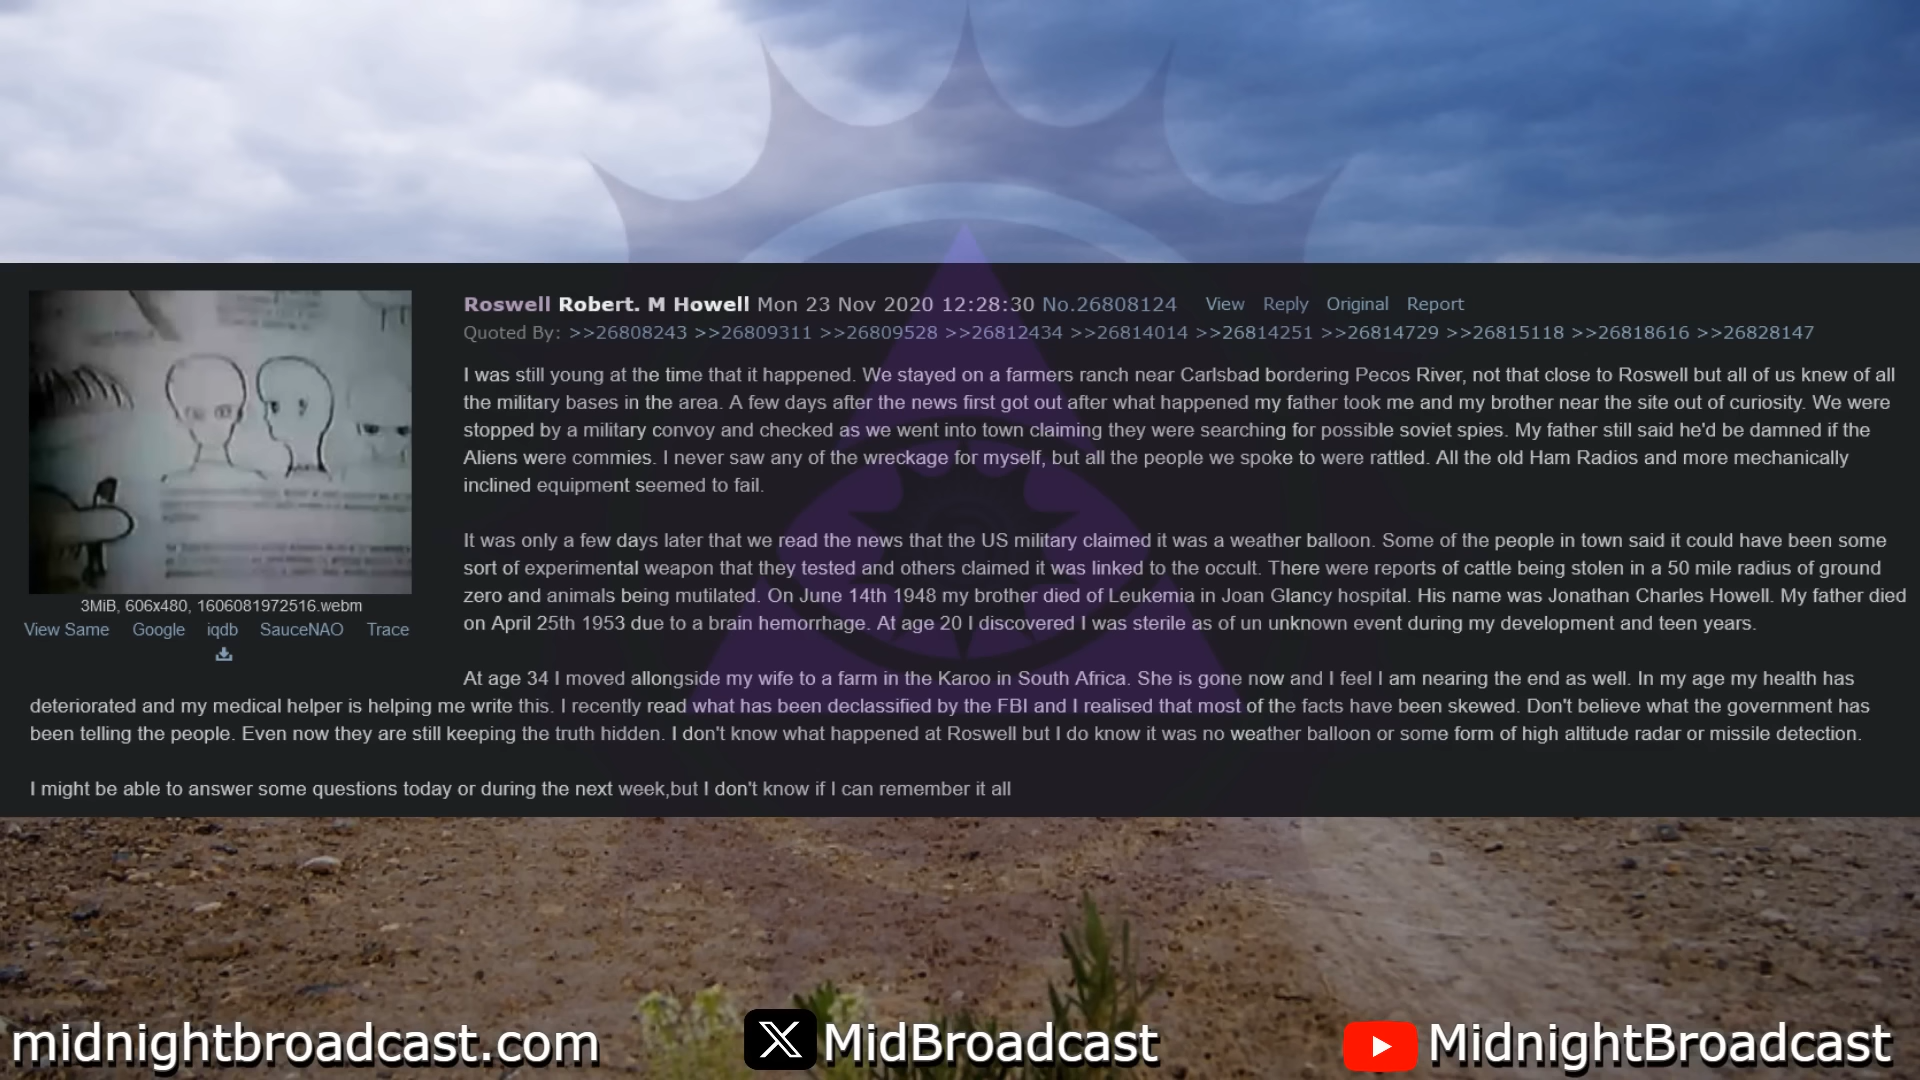 Roswell Robert. M Howell Mon 23 Nov 2020 12:28:30 No.26808124 View Reply Original Report
Quoted By: >>26808243 >>26809311 >>26809528 >>26812434 >>26814014 >>26814251 >>26814729 >>26815118 >>26818616 >>26828147
I was still young at the time that it happened. We stayed on a farmers ranch near Carlsbad bordering Pecos River, not that close to Roswell but all of us knew of all
the military bases in the area. A few days after the news first got out after what happened my father took me and my brother near the site out of curiosity. We were
stopped by a military convoy and checked as we went into town claiming they were searching for possible soviet spies. My father still said he'd be damned if the
Aliens were commies. I never saw any of the wreckage for myself, but all the people we spoke to were rattled. All the old Ham Radios and more mechanically
inclined equipment seemed to fail.
It was only a few days later that we read the news that the US military claimed it was a weather balloon. Some of the people in town said it could have been some
sort of experimental weapon that they tested and others claimed it was linked to the occult. There were reports of cattle being stolen in a 50 mile radius of ground
zero and animals being mutilated. On June 14th 1948 my brother died of Leukemia in Joan Glancy hospital. His name was Jonathan Charles Howell. My father died
on April 25th 1953 due to a brain hemorrhage. At age 20 I discovered I was sterile as of un unknown event during my development and teen years.
3MiB, 606x480, 1606081972516.webm
View Same Google iqdb SauceNAO Trace
At age 34 I moved allongside my wife to a farm in the Karoo in South Africa. She is gone now and I feel I am nearing the end as well. In my age my health has
deteriorated and my medical helper is helping me write this. I recently read what has been declassified by the FBI and I realised that most of the facts have been skewed. Don't believe what the government has
been telling the people. Even now they are still keeping the truth hidden. I don't know what happened at Roswell but I do know it was no weather balloon or some form of high altitude radar or missile detection.
I might be able to answer some questions today or during the next week,but I don't know if I can remember it all
midnightbroadcast.com
MidBroadcast
MidnightBroadcast